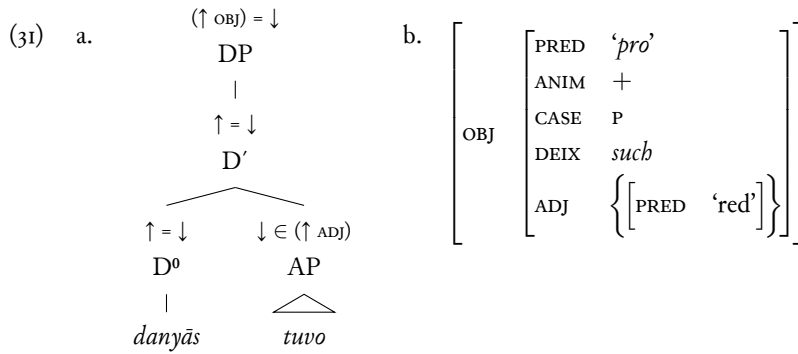 (31) a. (↑ OBJ) = ↓ b.
DP
↑ = ↓
D′
↑ = ↓ ↓ ∈ (↑ ADJ)
D⁰ AP
danyās tuvo
OBJ
PRED ‘pro’
ANIM +
CASE P
DEIX such
ADJ {[PRED ‘red’]}